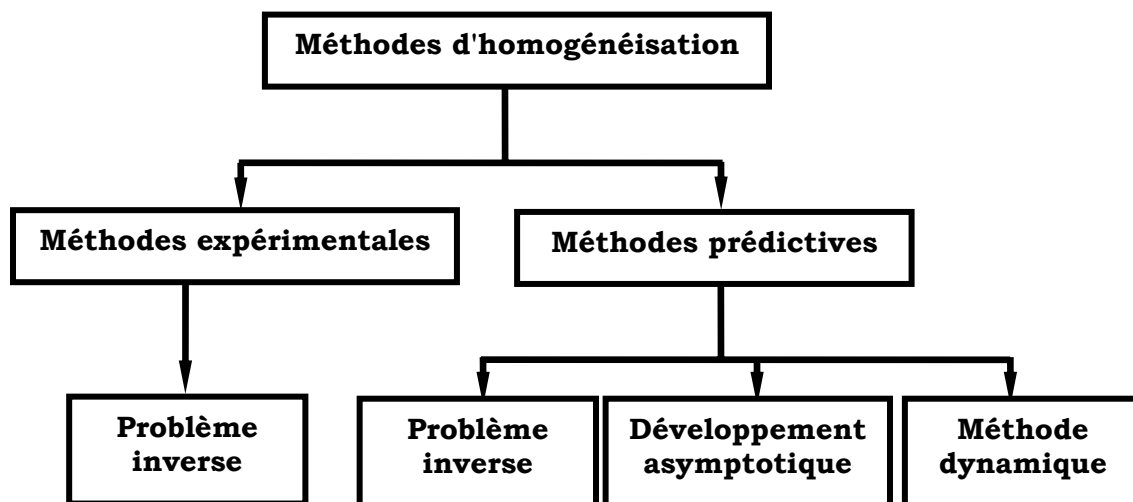 Méthodes d'homogénéisation
Méthodes expérimentales
Méthodes prédictives
Problème
inverse
Problème
inverse
Développement
asymptotique
Méthode
dynamique